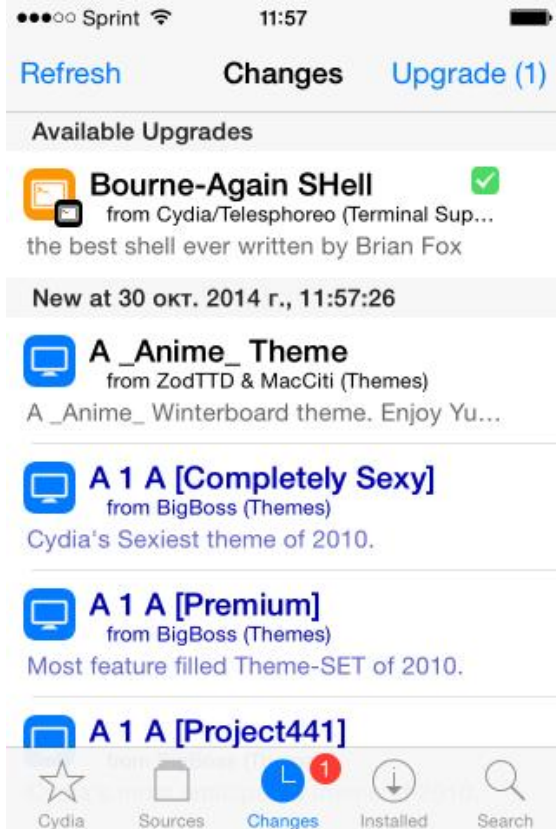 Sprint 11:57
Refresh Changes Upgrade (1)
Available Upgrades
Bourne-Again SHell
from Cydia/Telesphoreo (Terminal Sup...
the best shell ever written by Brian Fox
New at 30 окт. 2014 г., 11:57:26
A _Anime_ Theme
from ZodTTD & MacCiti (Themes)
A _Anime_ Winterboard theme. Enjoy Yu...
A 1 A [Completely Sexy]
from BigBoss (Themes)
Cydia's Sexiest theme of 2010.
A 1 A [Premium]
from BigBoss (Themes)
Most feature filled Theme-SET of 2010.
A 1 A [Project441]
1
Cydia Sources Changes Installed Search